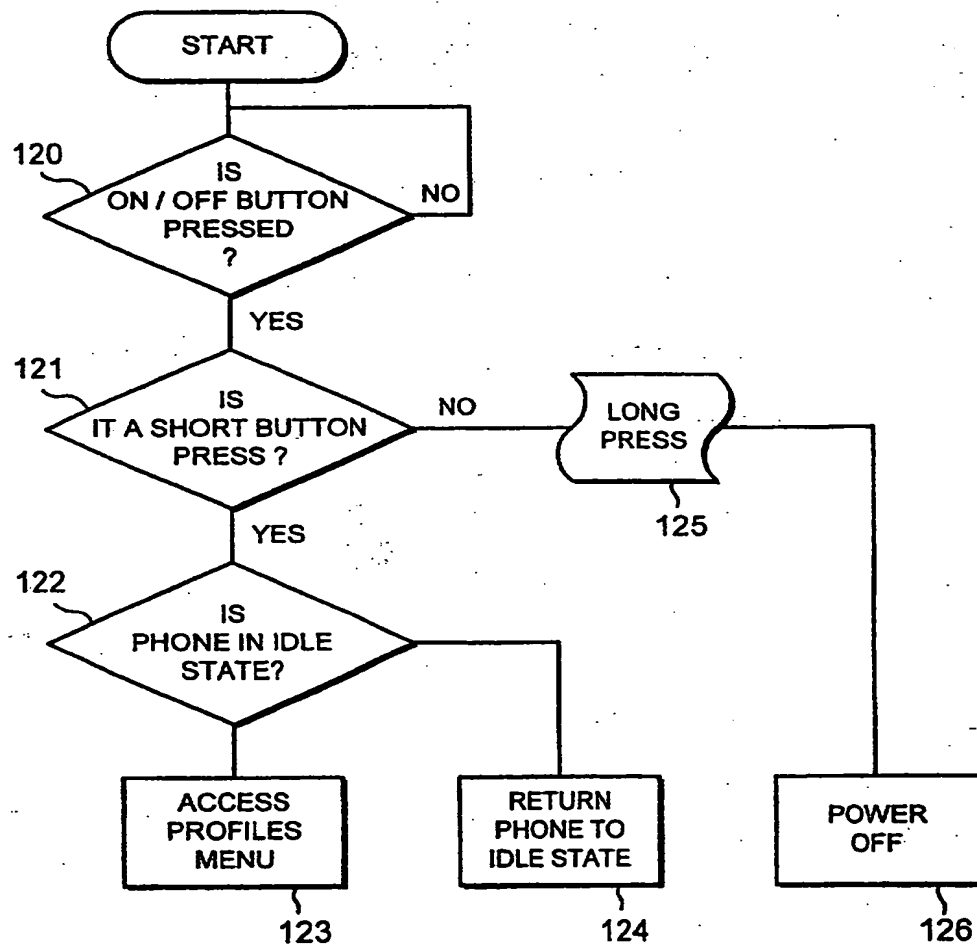 START
120
IS
ON / OFF BUTTON
PRESSED
?
NO
YES
121
IS
IT A SHORT BUTTON
PRESS ?
NO
LONG
PRESS
125
YES
122
IS
PHONE IN IDLE
STATE?
ACCESS
PROFILES
MENU
123
RETURN
PHONE TO
IDLE STATE
124
POWER
OFF
126